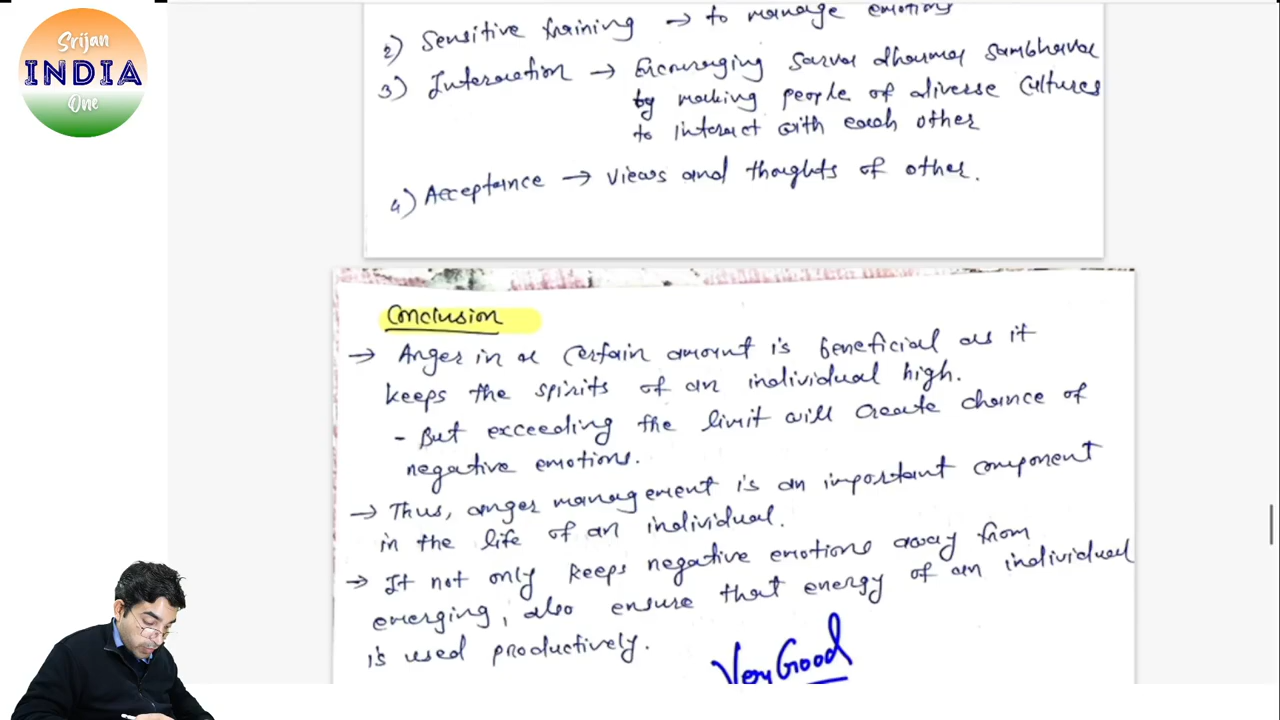 Srijan
INDIA
One
2) Sensitive training → to manage emotions
3) Interaction → Encouraging sarva dharma sambhava
by making people of diverse cultures
to interact with each other
4) Acceptance → views and thoughts of other.
Conclusion
→ Anger in a certain amount is beneficial as it
keeps the spirits of an individual high.
- But exceeding the limit will create chance of
negative emotions.
→ Thus, anger management is an important component
in the life of an individual.
→ It not only keeps negative emotions away from
emerging, also ensure that energy of an individual
is used productively.
Very Good